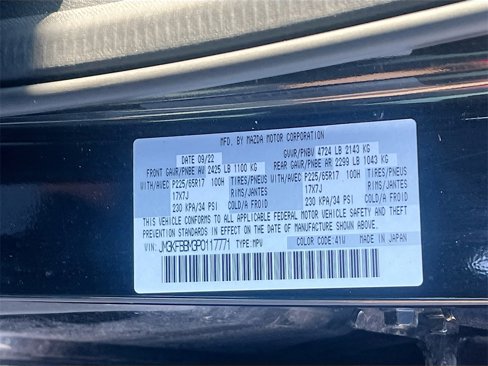 MFD. BY MAZDA MOTOR CORPORATION
DATE 09/22 GVWR/PNBV 4724 LB 2143 KG
FRONT GAWR/PNBE AV 2425 LB 1100 KG REAR GAWR/PNBE AR 2299 LB 1043 KG
WITH/AVEC P225/65R17 100H TIRES/PNEUS WITH/AVEC P225/65R17 100H TIRES/PNEUS
17X7J RIMS/JANTES 17X7J RIMS/JANTES
230 KPA/34 PSI COLD/A FROID 230 KPA/34 PSI COLD/A FROID
THIS VEHICLE CONFORMS TO ALL APPLICABLE FEDERAL MOTOR VEHICLE SAFETY AND THEFT
PREVENTION STANDARDS IN EFFECT ON THE DATE OF MANUFACTURE SHOWN ABOVE.
VIN: JM3KFBBM3P0117771 TYPE:MPV COLOR CODE:41W MADE IN JAPAN